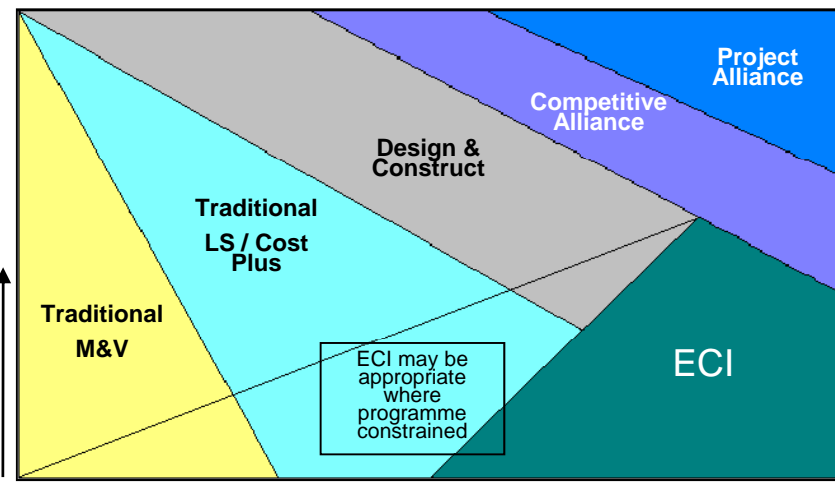 Project
Alliance
Competitive
Alliance
Design &
Construct
Traditional
LS / Cost
Plus
Traditional
M&V
ECI may be
appropriate
where
programme
constrained
ECI